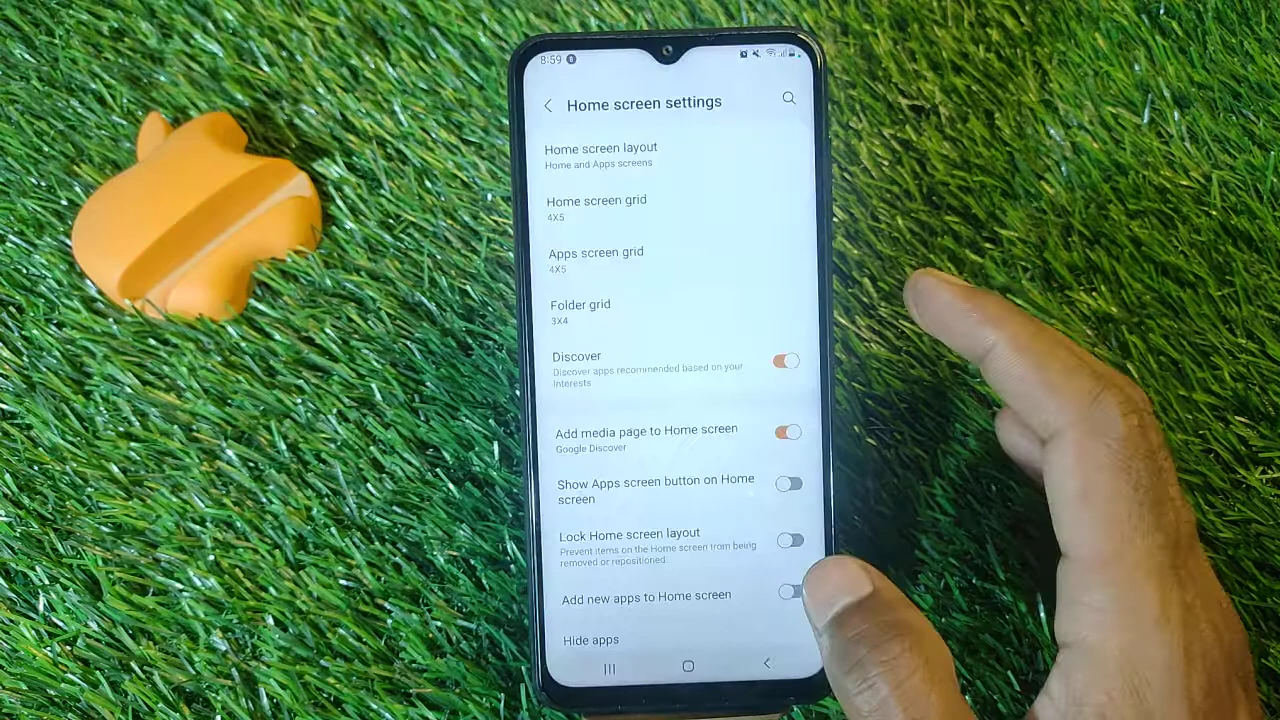 8:59
Home screen settings
Home screen layout
Home and Apps screens
Home screen grid
4X5
Apps screen grid
4X5
Folder grid
3X4
Discover
Discover apps recommended based on your
interests
Add media page to Home screen
Google Discover
Show Apps screen button on Home
screen
Lock Home screen layout
Prevent items on the Home screen from being
removed or repositioned.
Add new apps to Home screen
Hide apps